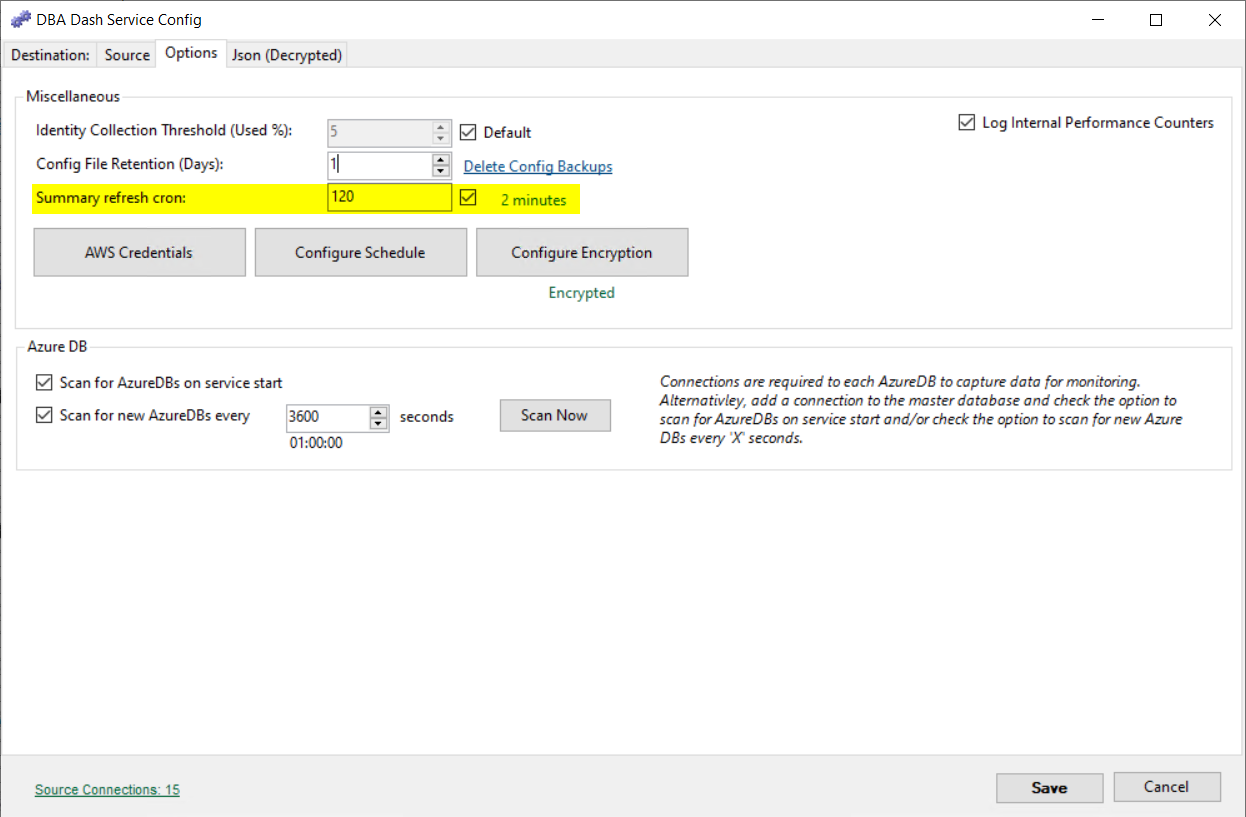 DBA Dash Service Config
Destination: Source Options Json (Decrypted)
Miscellaneous
Identity Collection Threshold (Used %): 5 Default
Log Internal Performance Counters
Config File Retention (Days): 1 Delete Config Backups
Summary refresh cron: 120 2 minutes
AWS Credentials Configure Schedule Configure Encryption
Encrypted
Azure DB
Scan for AzureDBs on service start
Scan for new AzureDBs every 3600 seconds Scan Now
01:00:00
Connections are required to each AzureDB to capture data for monitoring.
Alternativley, add a connection to the master database and check the option to
scan for AzureDBs on service start and/or check the option to scan for new Azure
DBs every 'X' seconds.
Source Connections: 15
Save Cancel